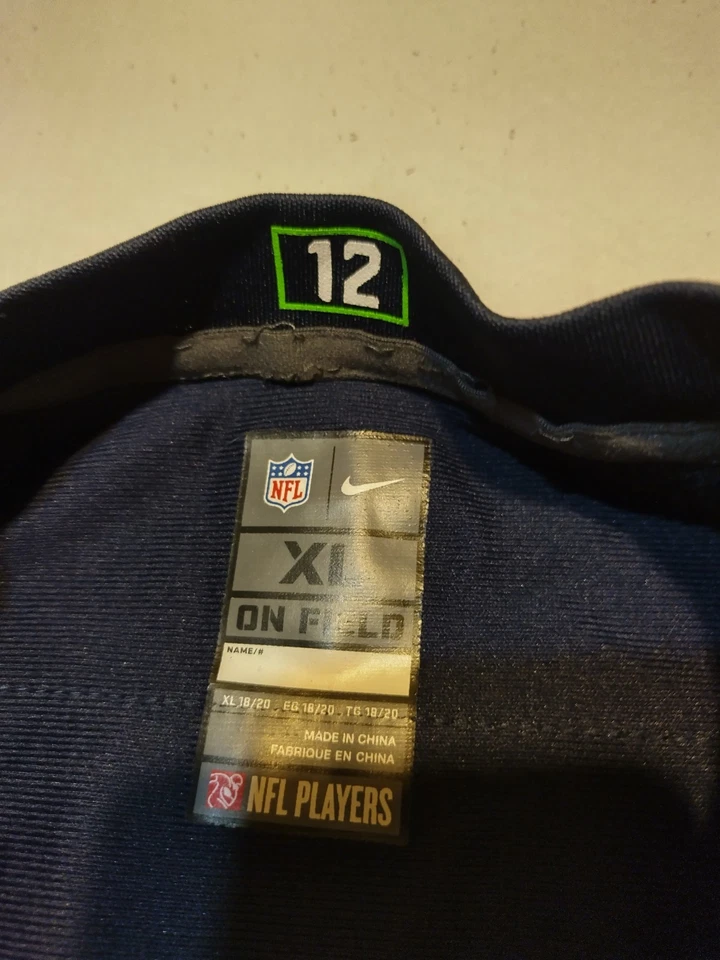 12
NFL
XL
ON FIELD
NAME/#
XL 18/20 EG 18/20 TG 18/20
MADE IN CHINA
FABRIQUE EN CHINA
NFL PLAYERS